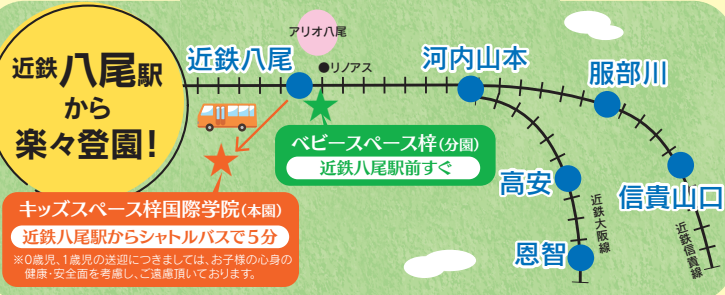 近鉄八尾駅
から
楽々登園！
アリオ八尾
近鉄八尾
●リノアス
河内山本
服部川
高安
信貴山口
恩智
近鉄大阪線
近鉄信貴線
ベビースペース梓（分園）
近鉄八尾駅前すぐ
キッズスペース梓国際学院（本園）
近鉄八尾駅からシャトルバスで5分
※0歳児、1歳児の送迎につきましては、お子様の心身の
健康・安全面を考慮し、ご遠慮頂いております。